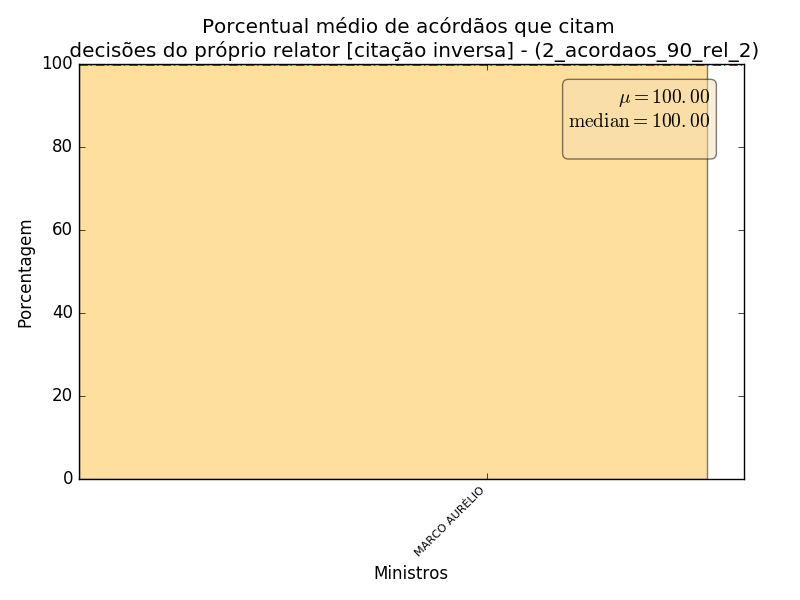 Porcentual médio de acórdãos que citam
decisões do próprio relator [citação inversa] - (2_acordaos_90_rel_2)
100
80
60
40
20
0
Porcentagem
μ = 100.00
median = 100.00
MARCO AURÉLIO
Ministros